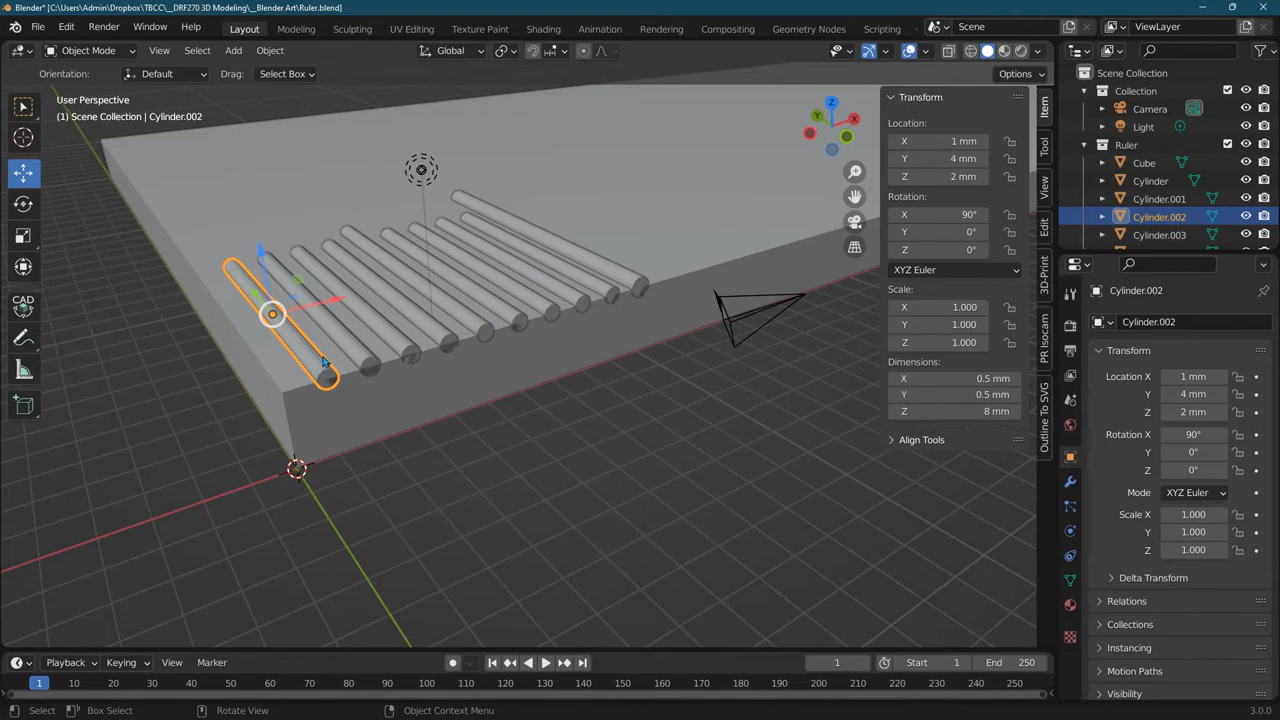 Blender* [C:\Users\Admin\Dropbox\TBCC\__DRF270 3D Modeling\__Blender Art\Ruler.blend]
File Edit Render Window Help Layout Modeling Sculpting UV Editing Texture Paint Shading Animation Rendering Compositing Geometry Nodes Scripting Scene ViewLayer
Object Mode View Select Add Object Global
Orientation: Default Drag: Select Box Options
User Perspective
(1) Scene Collection | Cylinder.002
Z
Y
X
Transform
Location:
X 1 mm
Y 4 mm
Z 2 mm
Rotation:
X 90°
Y 0°
Z 0°
XYZ Euler
Scale:
X 1.000
Y 1.000
Z 1.000
Dimensions:
X 0.5 mm
Y 0.5 mm
Z 8 mm
Align Tools
Item
Tool
View
Edit
3D-Print
PR Isocam
Outline To SVG
CAD
Scene Collection
Collection
Camera
Light
Ruler
Cube
Cylinder
Cylinder.001
Cylinder.002
Cylinder.003
Cylinder.002
Cylinder.002
Transform
Location X 1 mm
Y 4 mm
Z 2 mm
Rotation X 90°
Y 0°
Z 0°
Mode XYZ Euler
Scale X 1.000
Y 1.000
Z 1.000
Delta Transform
Relations
Collections
Instancing
Motion Paths
Visibility
Playback Keying View Marker 1 Start 1 End 250
1 10 20 30 40 50 60 70 80 90 100 110 120 130 140 150 160 170 180 190 200 210 220 230 240 250
Select Box Select Rotate View Object Context Menu 3.0.0